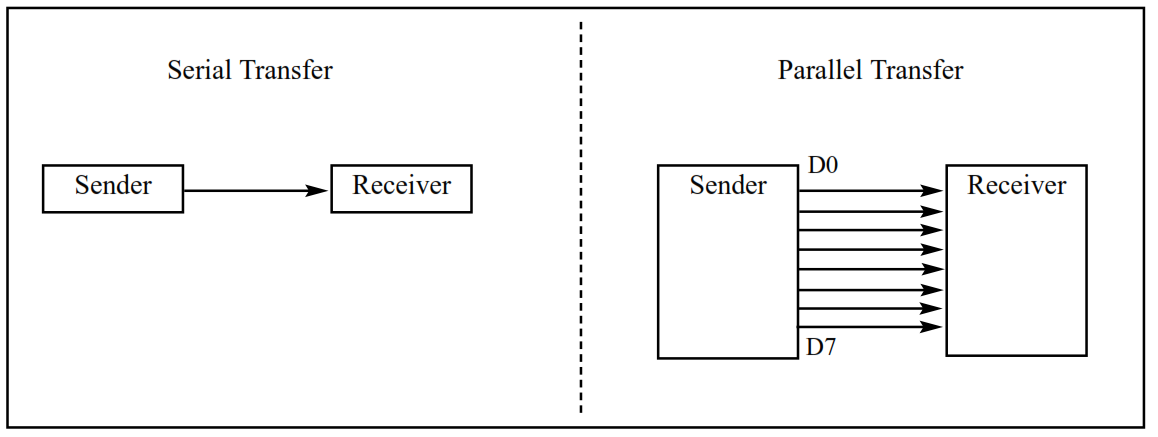 Serial Transfer
Sender
Receiver
Parallel Transfer
D0
Sender
Receiver
D7